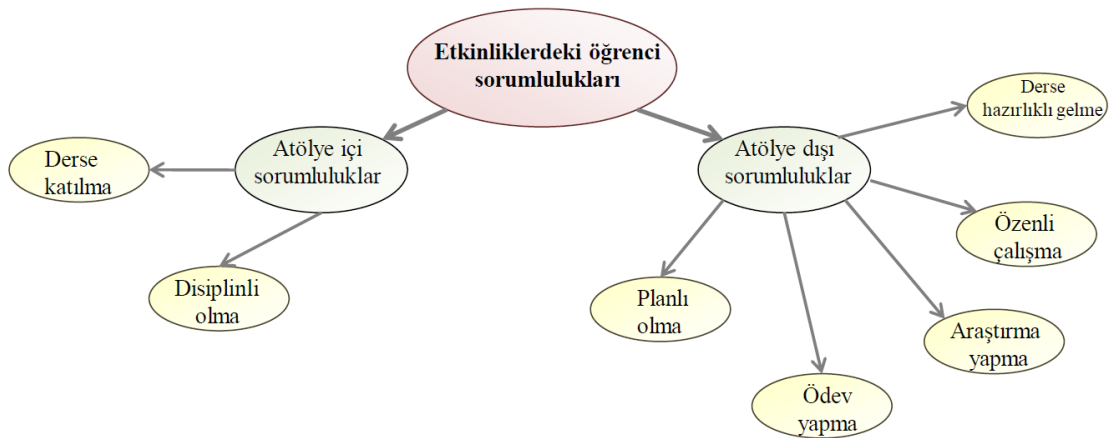 Etkinliklerdeki öğrenci
sorumlulukları
Derse
hazırlıklı gelme
Atölye içi
sorumluluklar
Atölye dışı
sorumluluklar
Derse
katılma
Özenli
çalışma
Disiplinli
olma
Planlı
olma
Araştırma
yapma
Ödev
yapma